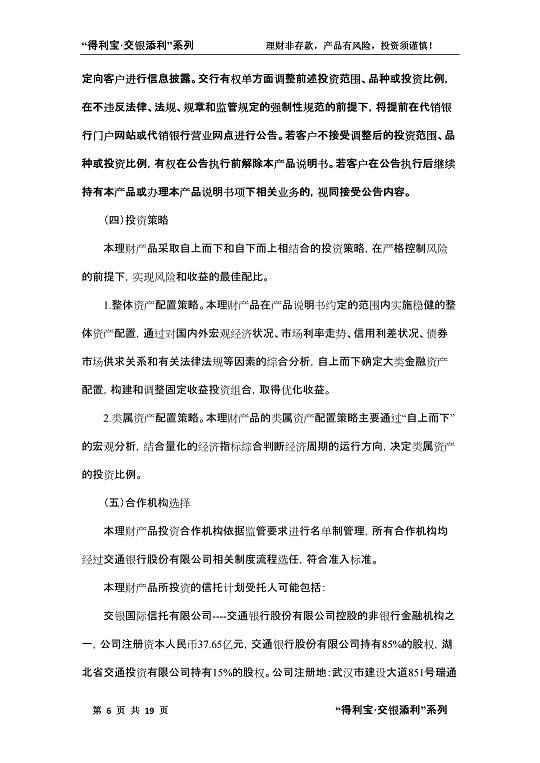 “得利宝·交银添利”系列 理财非存款，产品有风险，投资须谨慎！
定向客户进行信息披露。交行有权单方面调整前述投资范围、品种或投资比例，
在不违反法律、法规、规章和监管规定的强制性规范的前提下，将提前在代销银
行门户网站或代销银行营业网点进行公告。若客户不接受调整后的投资范围、品
种或投资比例，有权在公告执行前解除本产品说明书。若客户在公告执行后继续
持有本产品或办理本产品说明书项下相关业务的，视同接受公告内容。
（四）投资策略
本理财产品采取自上而下和自下而上相结合的投资策略，在严格控制风险
的前提下，实现风险和收益的最佳配比。
1.整体资产配置策略。本理财产品在产品说明书约定的范围内实施稳健的整
体资产配置，通过对国内外宏观经济状况、市场利率走势、信用利差状况、债券
市场供求关系和有关法律法规等因素的综合分析，自上而下确定大类金融资产
配置，构建和调整固定收益投资组合，取得优化收益。
2.类属资产配置策略。本理财产品的类属资产配置策略主要通过“自上而下”
的宏观分析，结合量化的经济指标综合判断经济周期的运行方向，决定类属资产
的投资比例。
（五）合作机构选择
本理财产品投资合作机构依据监管要求进行名单制管理，所有合作机构均
经过交通银行股份有限公司相关制度流程选任，符合准入标准。
本理财产品所投资的信托计划受托人可能包括：
交银国际信托有限公司----交通银行股份有限公司控股的非银行金融机构之
一，公司注册资本人民币37.65亿元，交通银行股份有限公司持有85%的股权，湖
北省交通投资有限公司持有15%的股权。公司注册地：武汉市建设大道851号瑞通
第 6 页 共 19 页 “得利宝·交银添利”系列